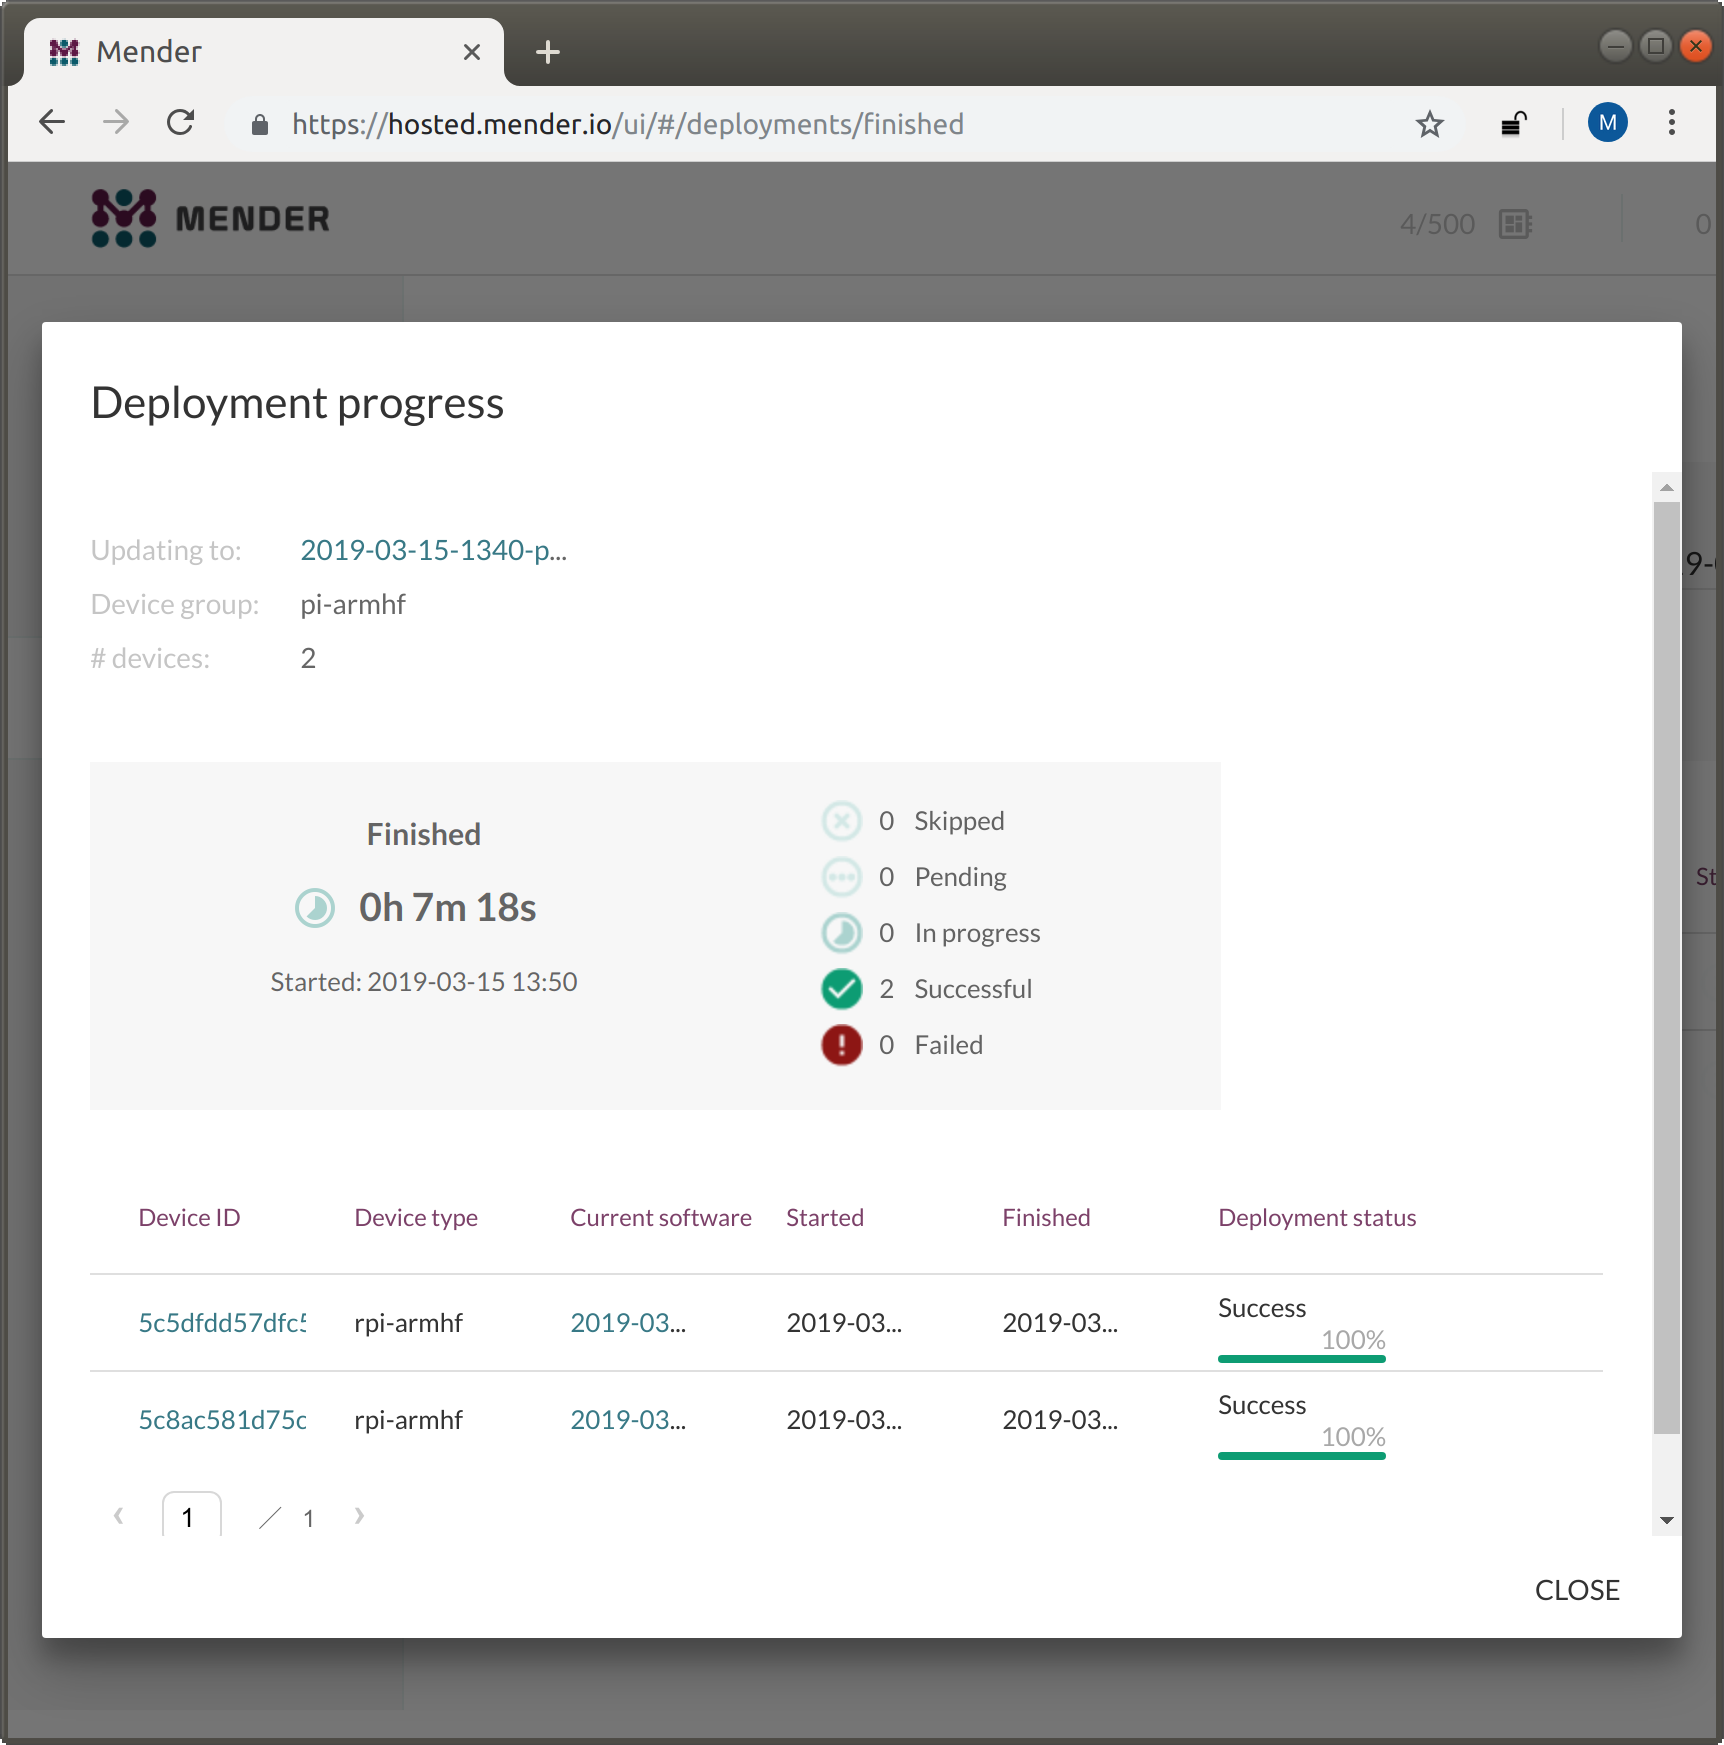 Mender
https://hosted.mender.io/ui/#/deployments/finished
M
MENDER
4/500
0
Deployment progress
Updating to: 2019-03-15-1340-p...
9-
Device group: pi-armhf
# devices: 2
Finished
0h 7m 18s
Started: 2019-03-15 13:50
0 Skipped
0 Pending
0 In progress
2 Successful
0 Failed
St
Device ID Device type Current software Started Finished Deployment status
5c5dfdd57dfc5 rpi-armhf 2019-03... 2019-03... 2019-03... Success
100%
5c8ac581d75c rpi-armhf 2019-03... 2019-03... 2019-03... Success
100%
1 / 1
CLOSE